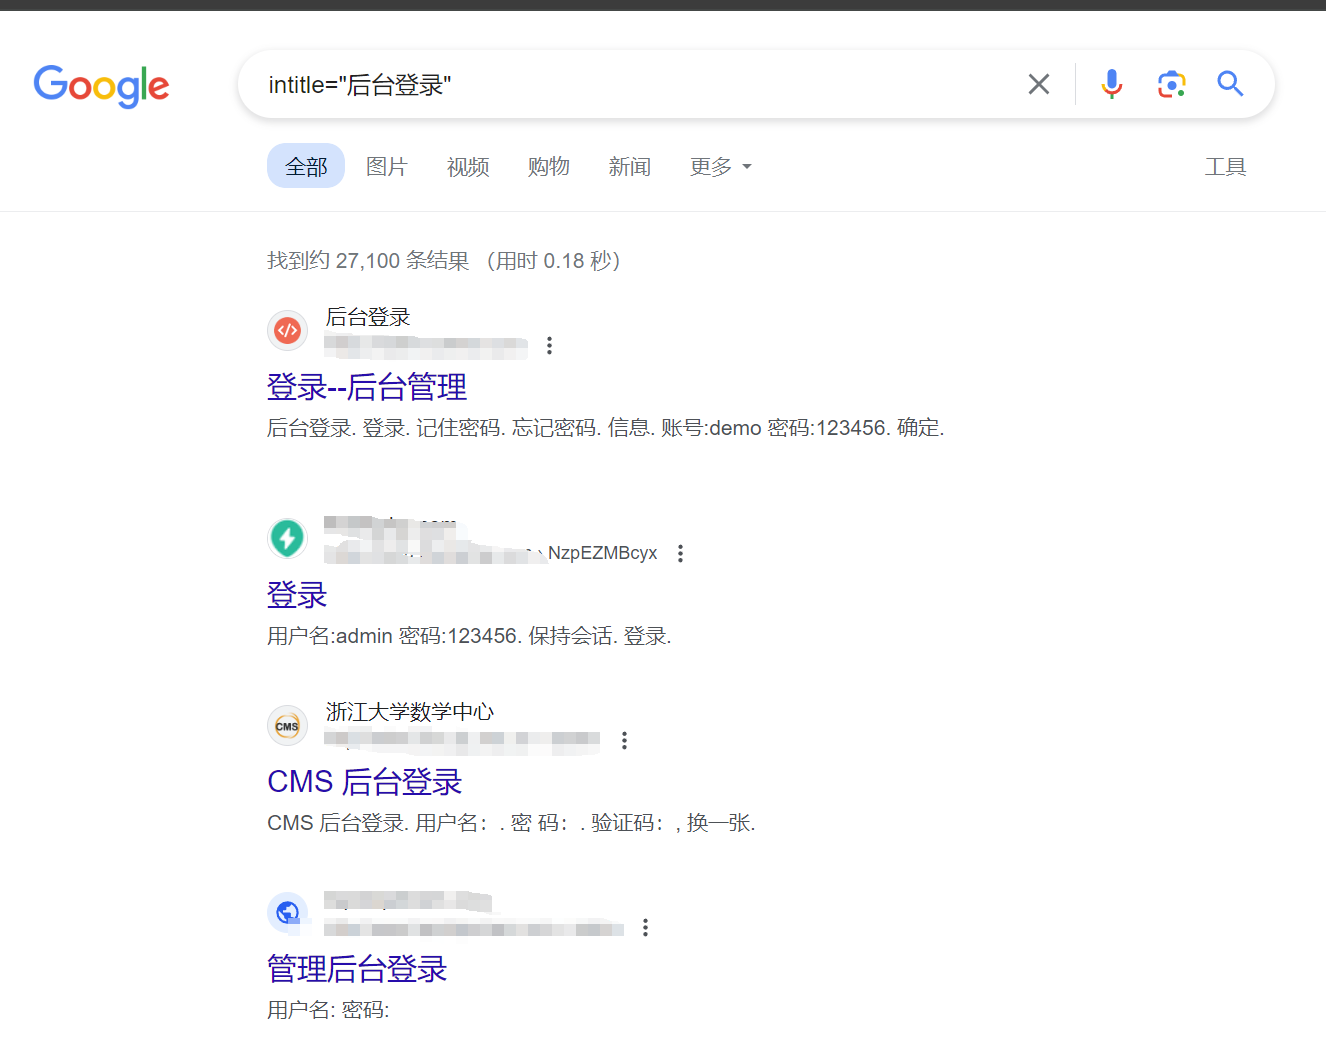 Google
intitle="后台登录"
全部 图片 视频 购物 新闻 更多 工具
找到约 27,100 条结果 （用时 0.18 秒）
后台登录
登录--后台管理
后台登录. 登录. 记住密码. 忘记密码. 信息. 账号:demo 密码:123456. 确定.
› NzpEZMBcyx
登录
用户名:admin 密码:123456. 保持会话. 登录.
CMS
浙江大学数学中心
CMS 后台登录
CMS 后台登录. 用户名：. 密 码：. 验证码：, 换一张.
管理后台登录
用户名: 密码: